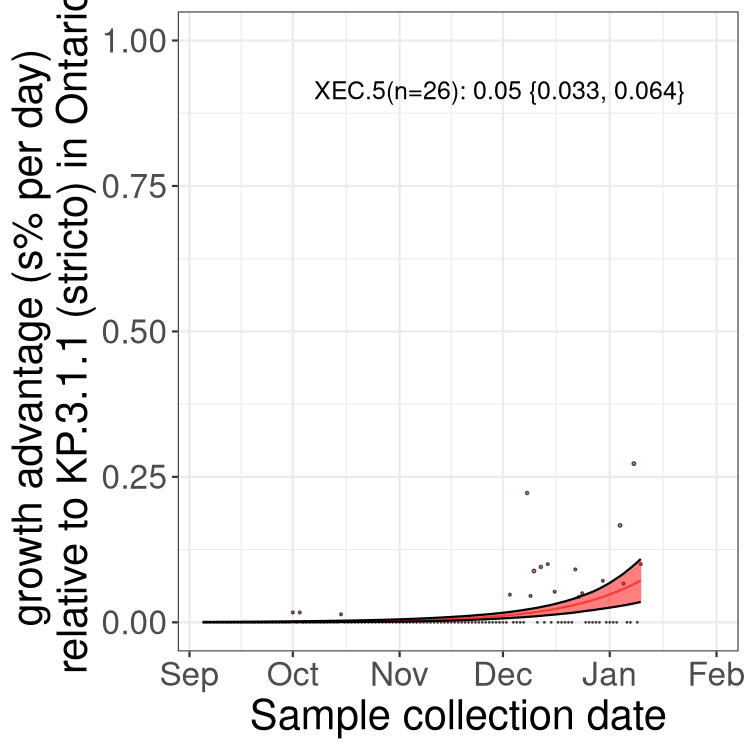 growth advantage (s% per day)
relative to KP.3.1.1 (stricto) in Ontario
1.00
0.75
0.50
0.25
0.00
XEC.5(n=26): 0.05 {0.033, 0.064}
Sep Oct Nov Dec Jan Feb
Sample collection date